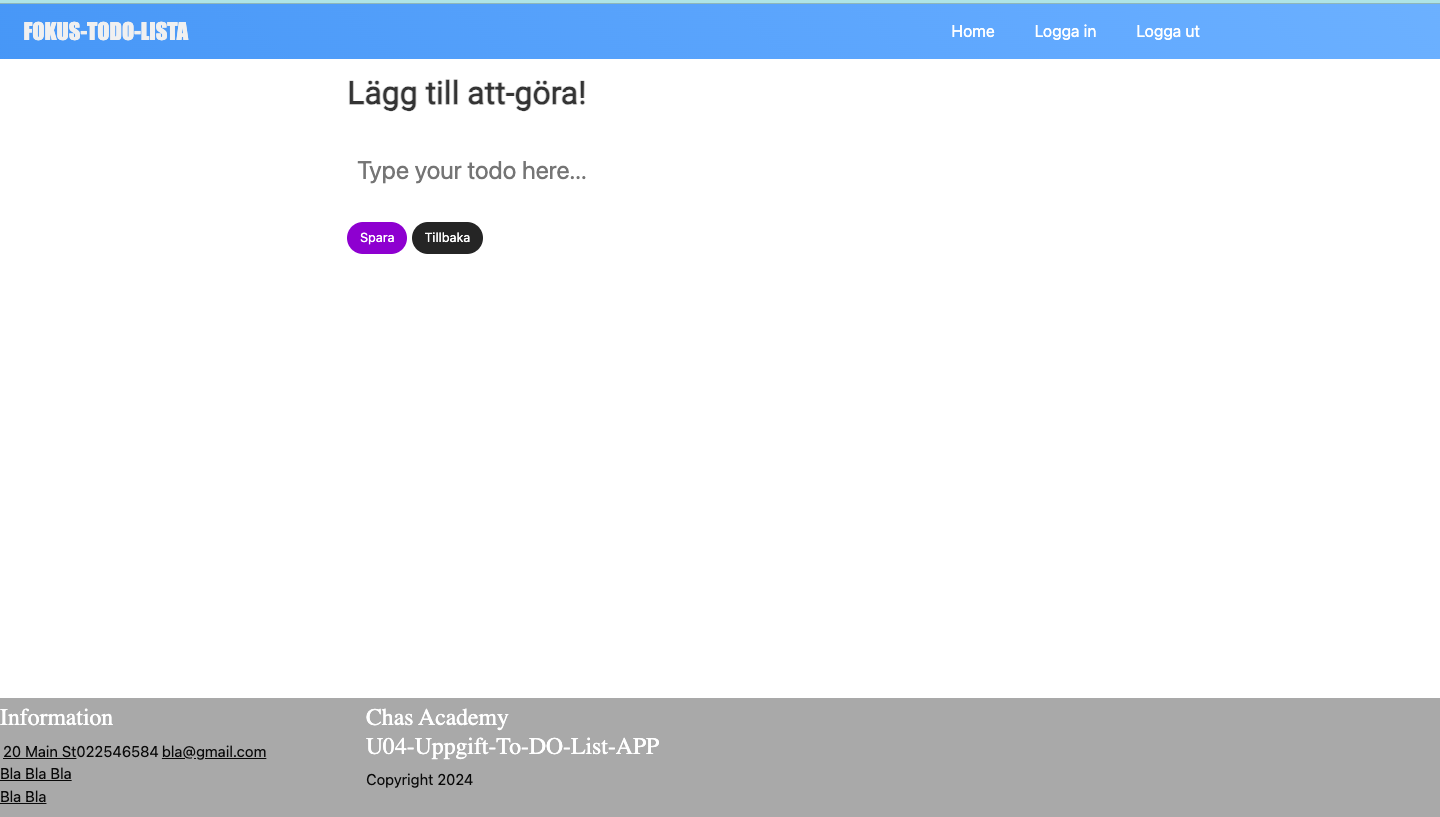 FOKUS-TODO-LISTA
Home Logga in Logga ut
Lägg till att-göra!
Type your todo here...
Spara Tillbaka
Information
20 Main St022546584 bla@gmail.com
Bla Bla Bla
Bla Bla
Chas Academy
U04-Uppgift-To-DO-List-APP
Copyright 2024